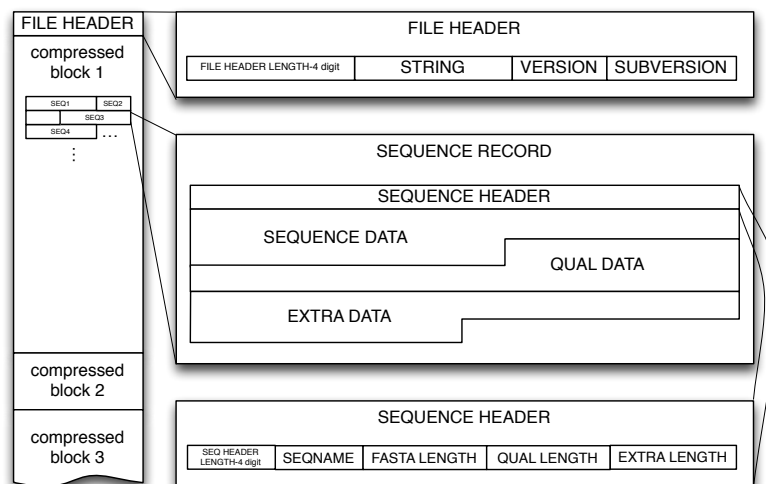 FILE HEADER
compressed
block 1
SEQ1
SEQ2
SEQ3
SEQ4
...
...
compressed
block 2
compressed
block 3
FILE HEADER
FILE HEADER LENGTH-4 digit
STRING
VERSION
SUBVERSION
SEQUENCE RECORD
SEQUENCE HEADER
SEQUENCE DATA
QUAL DATA
EXTRA DATA
SEQUENCE HEADER
SEQ HEADER
LENGTH-4 digit
SEQNAME
FASTA LENGTH
QUAL LENGTH
EXTRA LENGTH